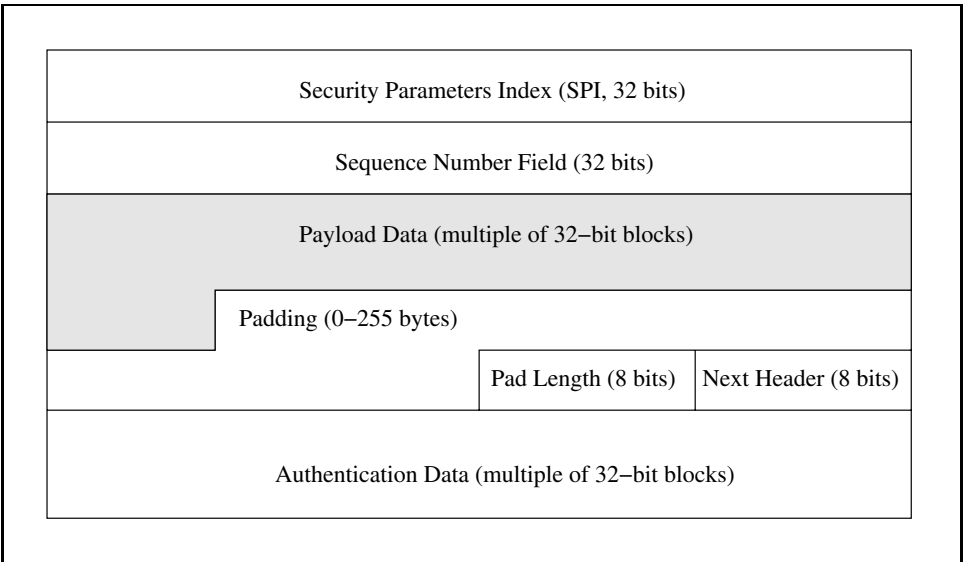 Security Parameters Index (SPI, 32 bits)
Sequence Number Field (32 bits)
Payload Data (multiple of 32−bit blocks)
Padding (0−255 bytes)
Pad Length (8 bits) Next Header (8 bits)
Authentication Data (multiple of 32−bit blocks)